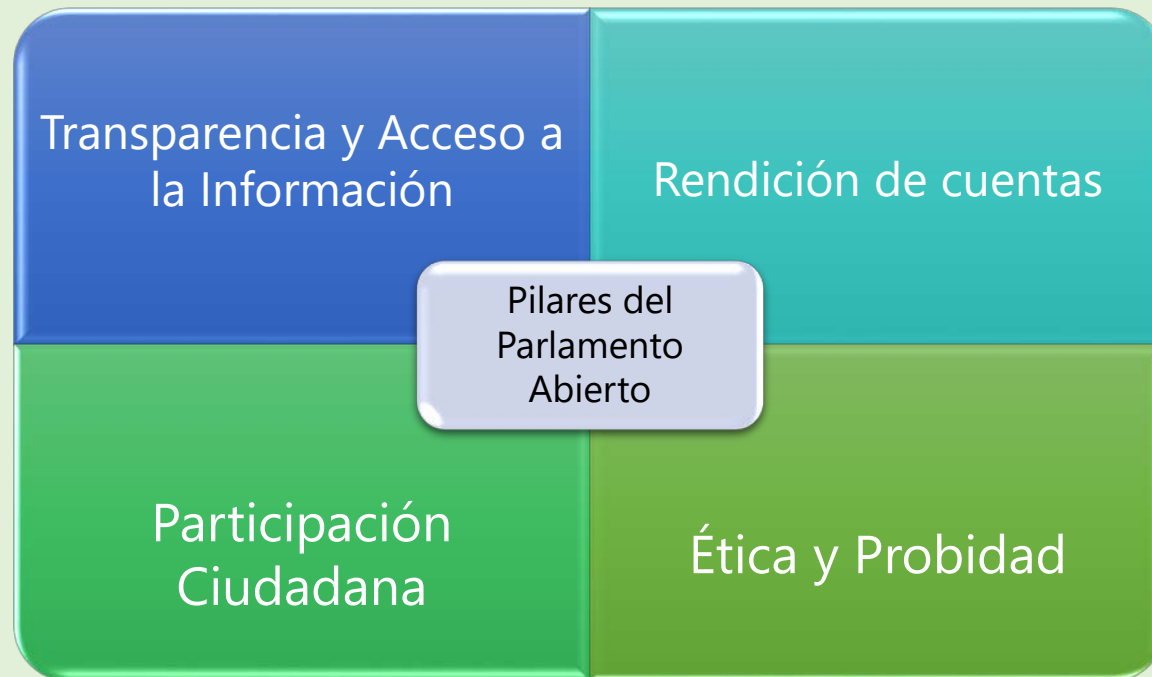 Transparencia y Acceso a
la Información
Rendición de cuentas
Pilares del
Parlamento
Abierto
Participación
Ciudadana
Ética y Probidad